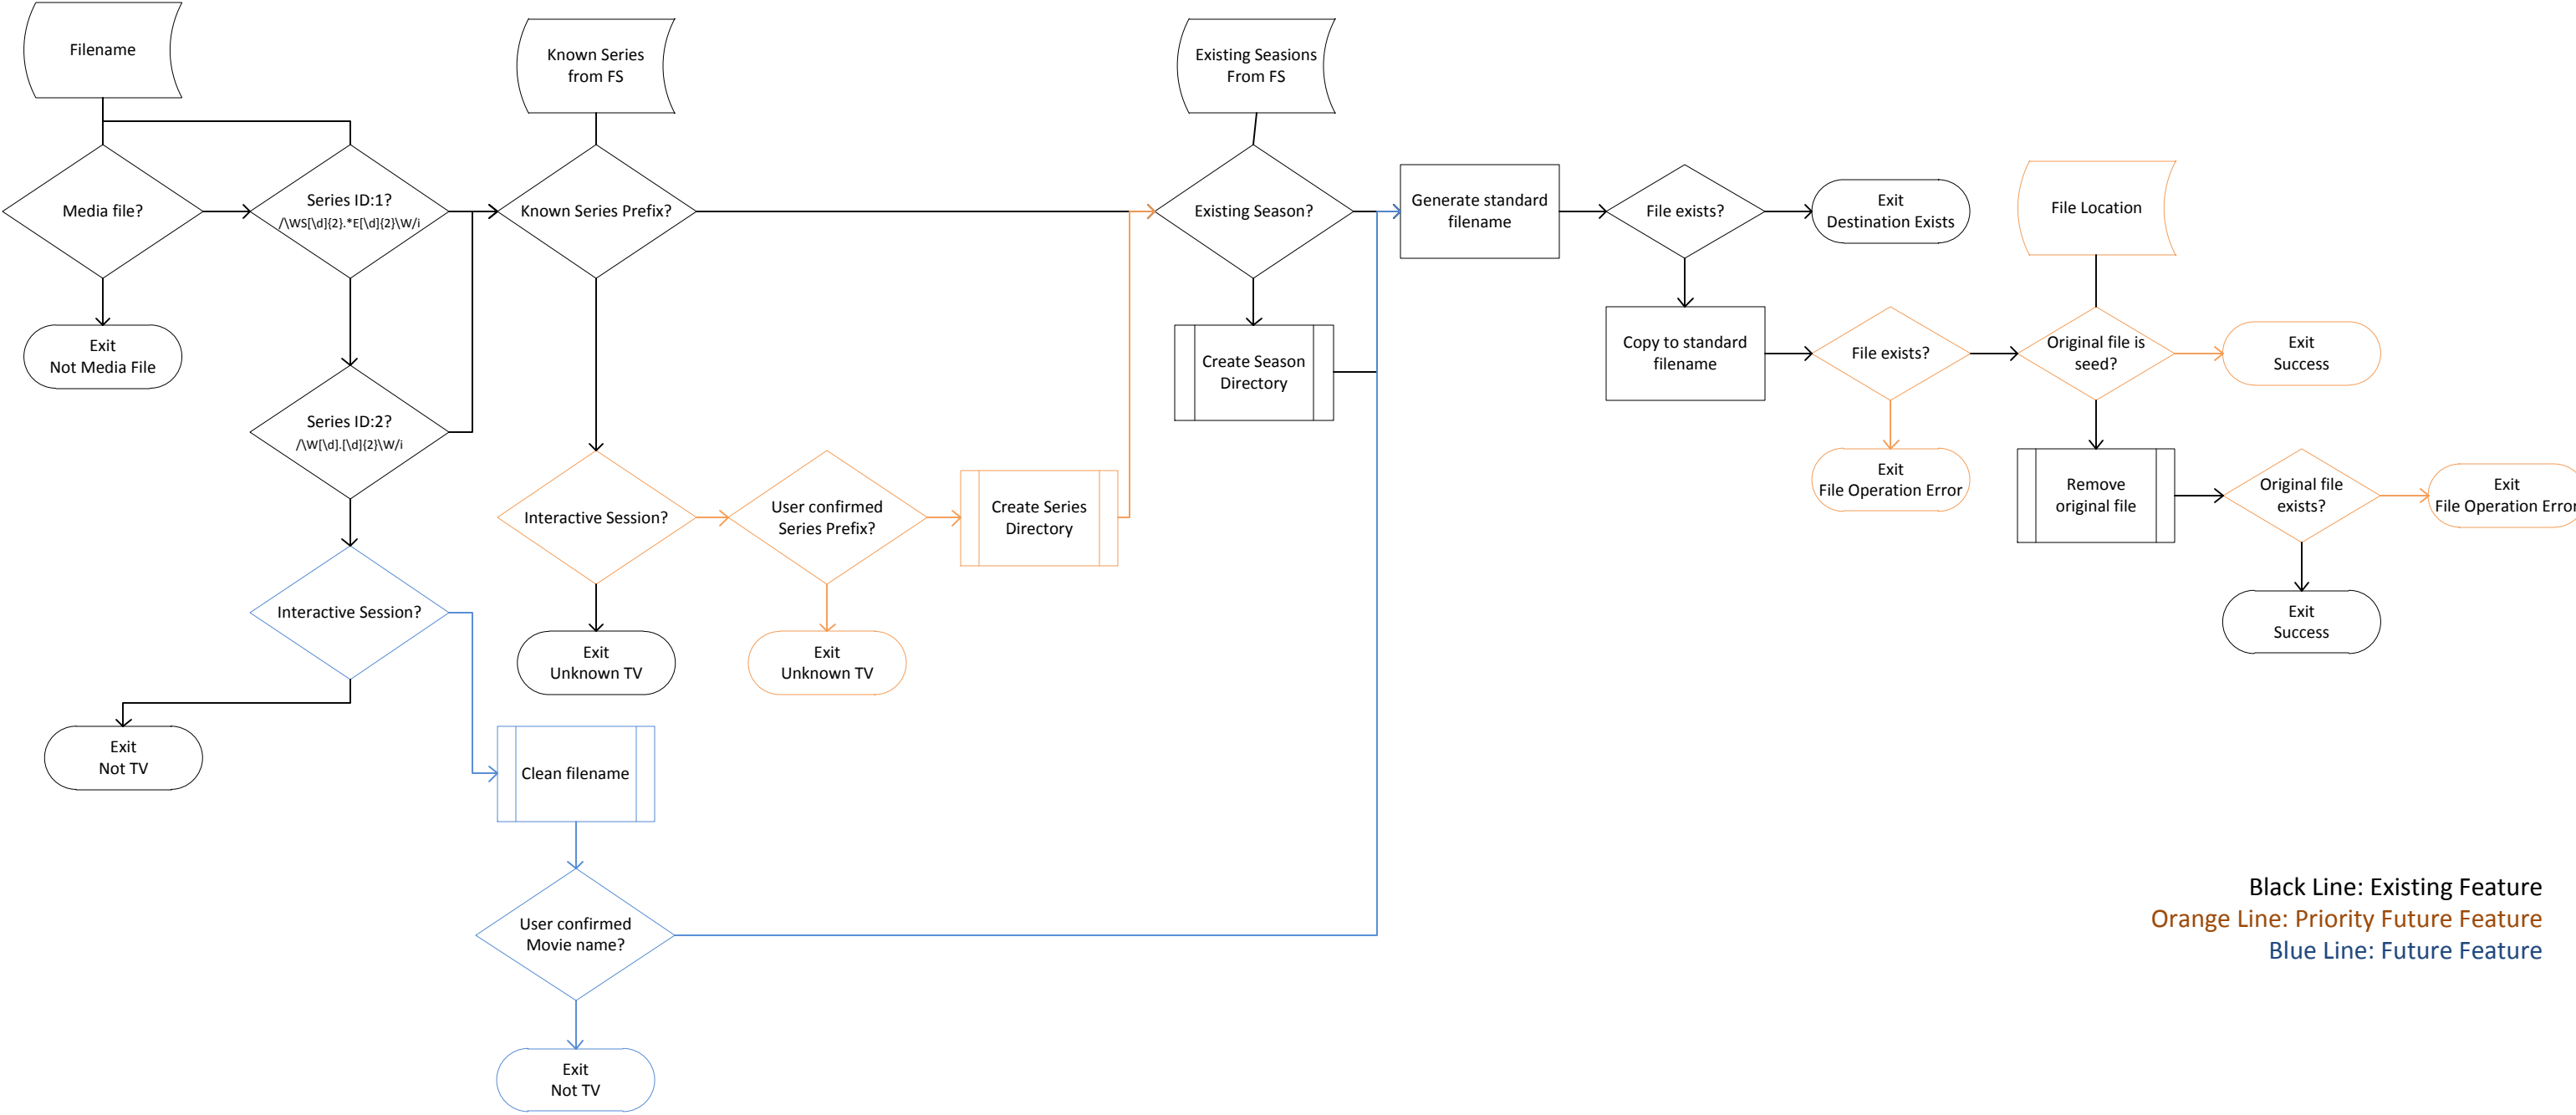 Filename
Known Series
from FS
Existing Seasions
From FS
Media file?
Series ID:1?
/\WS[\d]{2}.*E[\d]{2}\W/i
Known Series Prefix?
Existing Season?
Generate standard
filename
File exists?
Exit
Destination Exists
File Location
Exit
Not Media File
Create Season
Directory
Copy to standard
filename
File exists?
Original file is
seed?
Exit
Success
Series ID:2?
/\W[\d].[\d]{2}\W/i
Interactive Session?
User confirmed
Series Prefix?
Create Series
Directory
Exit
File Operation Error
Remove
original file
Original file
exists?
Exit
File Operation Error
Interactive Session?
Exit
Unknown TV
Exit
Unknown TV
Exit
Success
Exit
Not TV
Clean filename
User confirmed
Movie name?
Exit
Not TV
Black Line: Existing Feature
Orange Line: Priority Future Feature
Blue Line: Future Feature